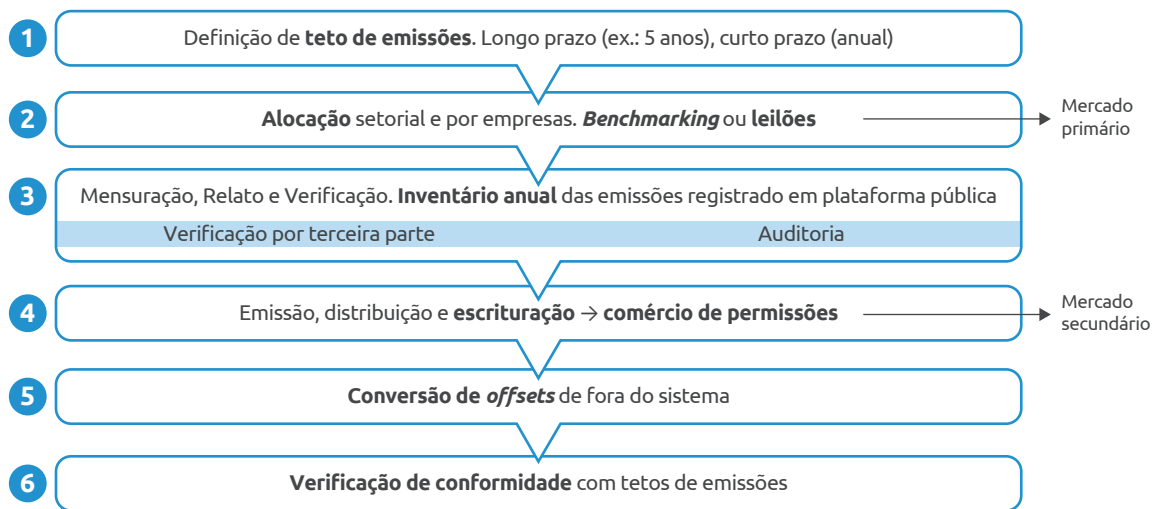 1
Definição de teto de emissões. Longo prazo (ex.: 5 anos), curto prazo (anual)
2
Alocação setorial e por empresas. Benchmarking ou leilões
Mercado
primário
3
Mensuração, Relato e Verificação. Inventário anual das emissões registrado em plataforma pública
Verificação por terceira parte
Auditoria
4
Emissão, distribuição e escrituração → comércio de permissões
Mercado
secundário
5
Conversão de offsets de fora do sistema
6
Verificação de conformidade com tetos de emissões